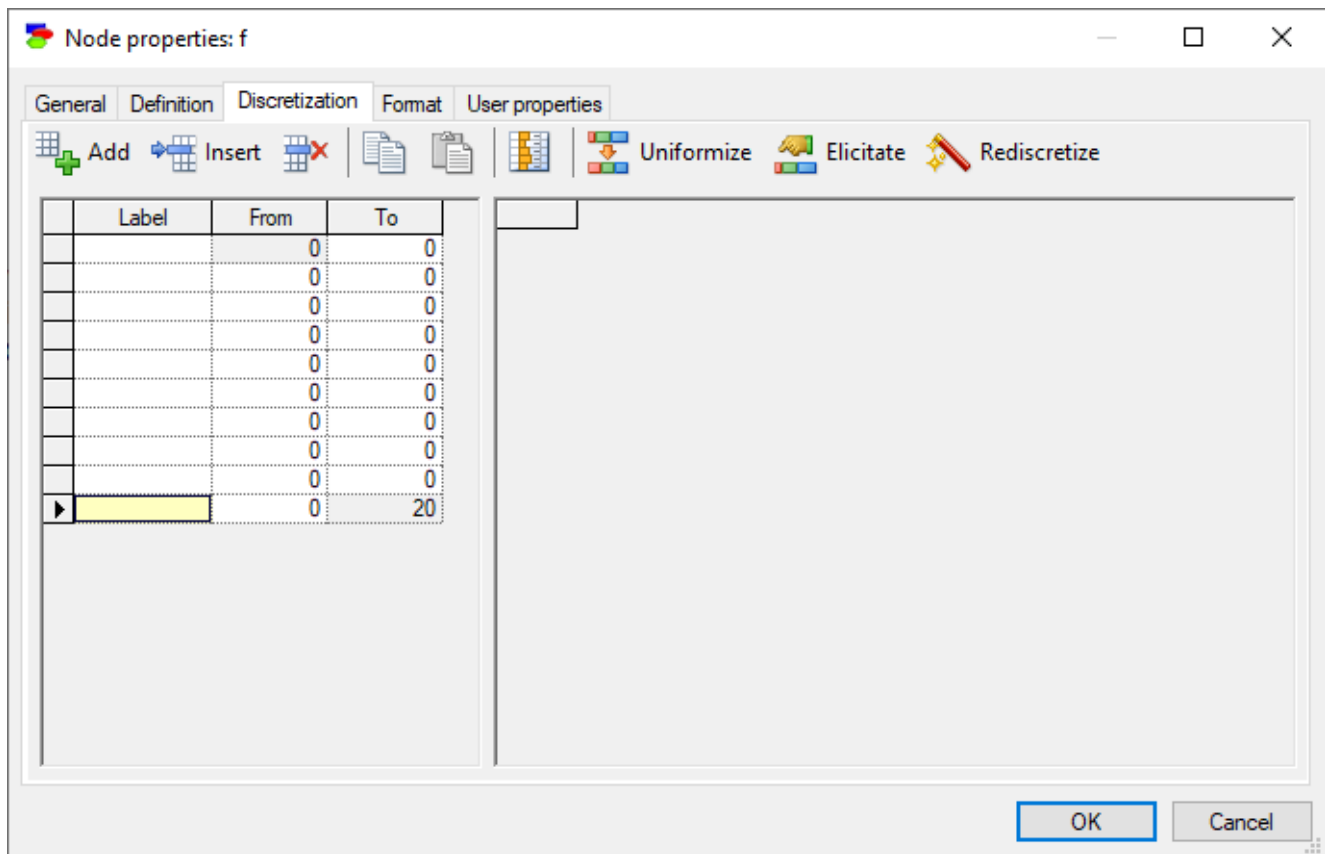 Node properties: f
General Definition Discretization Format User properties
Add Insert Uniformize Elicitate Rediscretize
Label From To
0 0
0 0
0 0
0 0
0 0
0 0
0 0
0 0
0 0
0 20
OK Cancel